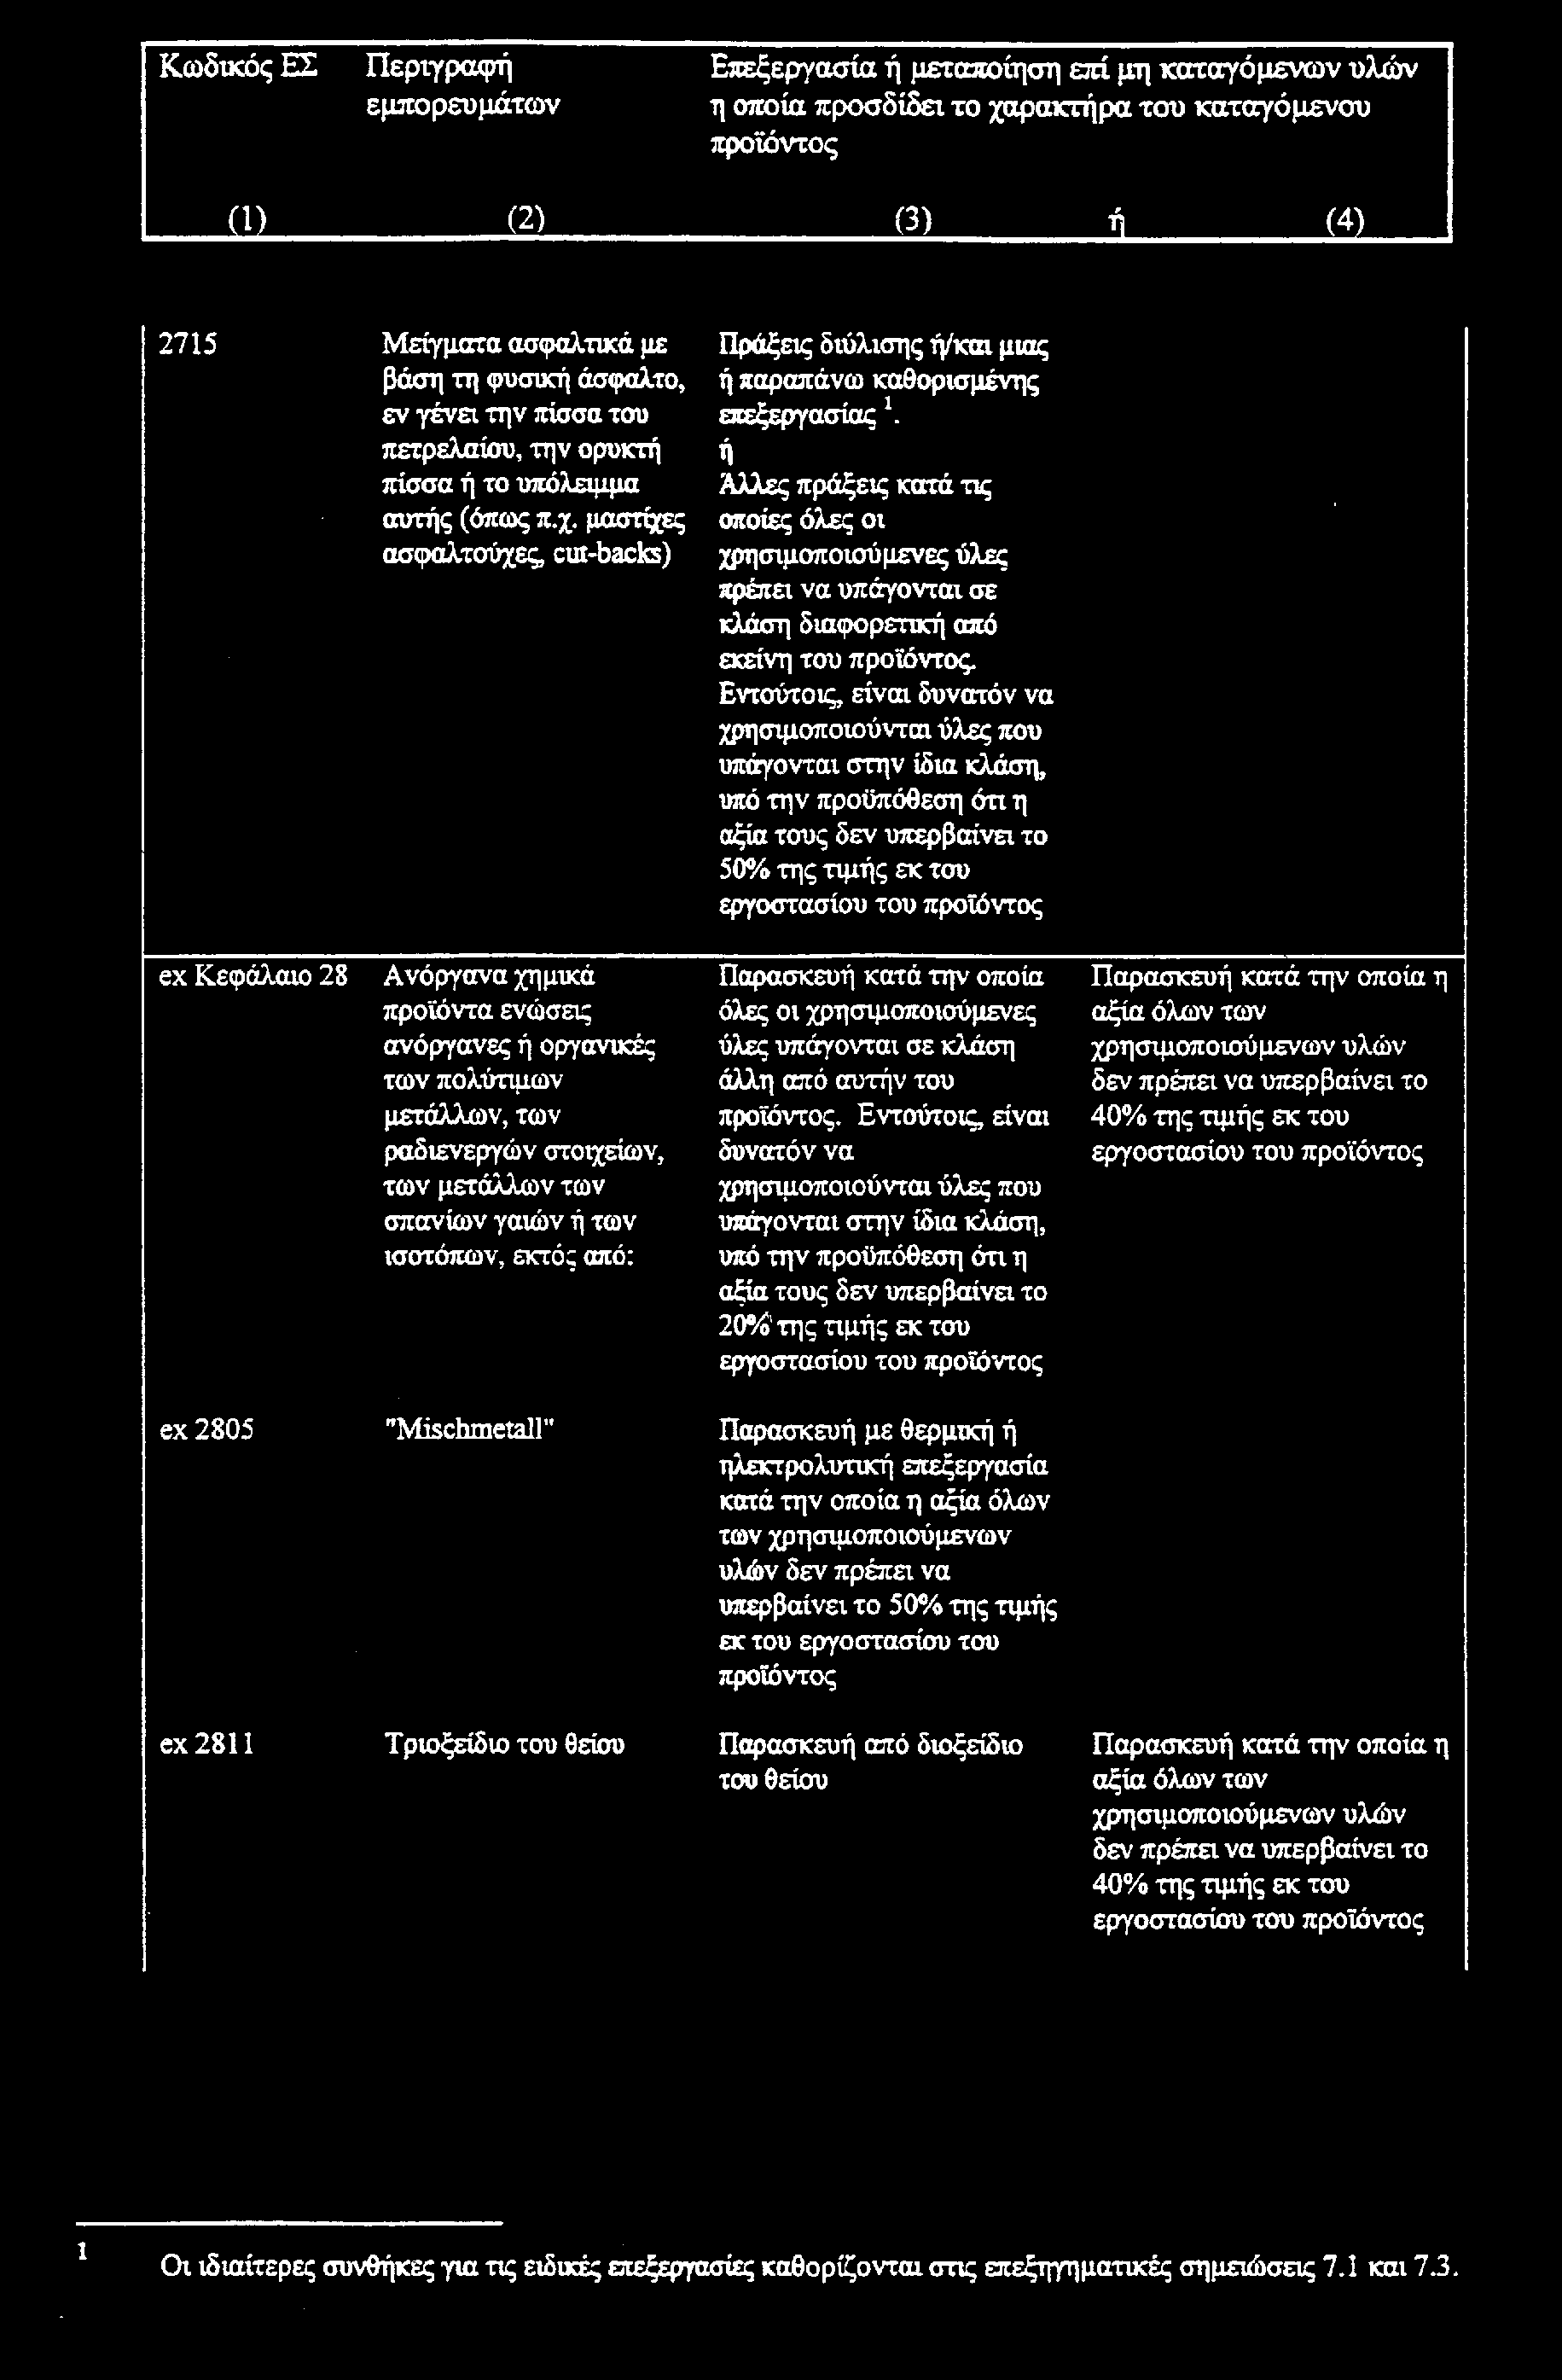 Κωδικός ΕΣ
Περιγραφή
εμπορευμάτων
Επεξεργασία ή μεταποίηση επί μη καταγόμενων υλών
η οποία προσδίδει το χαρακτήρα του καταγόμενου
προϊόντος
(1)
(2)
(3) ή (4)
2715
Μείγματα ασφαλτικά με
βάση τη φυσική άσφαλτο,
εν γένει την πίσσα του
πετρελαίου, την ορυκτή
πίσσα ή το υπόλειμμα
αυτής (όπως π.χ. μαστίχες
ασφαλτούχες, cut-backs)
Πράξεις διύλισης ή/και μιας
ή παραπάνω καθορισμένης
επεξεργασίας 1.
ή
Άλλες πράξεις κατά τις
οποίες όλες οι
χρησιμοποιούμενες ύλες
πρέπει να υπάγονται σε
κλάση διαφορετική από
εκείνη του προϊόντος.
Εντούτοις, είναι δυνατόν να
χρησιμοποιούνται ύλες που
υπάγονται στην ίδια κλάση,
υπό την προϋπόθεση ότι η
αξία τους δεν υπερβαίνει το
50% της τιμής εκ του
εργοστασίου του προϊόντος
ex Κεφάλαιο 28
Ανόργανα χημικά
προϊόντα ενώσεις
ανόργανες ή οργανικές
των πολύτιμων
μετάλλων, των
ραδιενεργών στοιχείων,
των μετάλλων των
σπανίων γαιών ή των
ισοτόπων, εκτός από:
Παρασκευή κατά την οποία
όλες οι χρησιμοποιούμενες
ύλες υπάγονται σε κλάση
άλλη από αυτήν του
προϊόντος. Εντούτοις, είναι
δυνατόν να
χρησιμοποιούνται ύλες που
υπάγονται στην ίδια κλάση,
υπό την προϋπόθεση ότι η
αξία τους δεν υπερβαίνει το
20% της τιμής εκ του
εργοστασίου του προϊόντος
Παρασκευή κατά την οποία η
αξία όλων των
χρησιμοποιούμενων υλών
δεν πρέπει να υπερβαίνει το
40% της τιμής εκ του
εργοστασίου του προϊόντος
ex 2805
"Mischmetall"
Παρασκευή με θερμική ή
ηλεκτρολυτική επεξεργασία
κατά την οποία η αξία όλων
των χρησιμοποιούμενων
υλών δεν πρέπει να
υπερβαίνει το 50% της τιμής
εκ του εργοστασίου του
προϊόντος
ex 2811
Τριοξείδιο του θείου
Παρασκευή από διοξείδιο
του θείου
Παρασκευή κατά την οποία η
αξία όλων των
χρησιμοποιούμενων υλών
δεν πρέπει να υπερβαίνει το
40% της τιμής εκ του
εργοστασίου του προϊόντος
1 Οι ιδιαίτερες συνθήκες για τις ειδικές επεξεργασίες καθορίζονται στις επεξηγηματικές σημειώσεις 7.1 και 7.3.